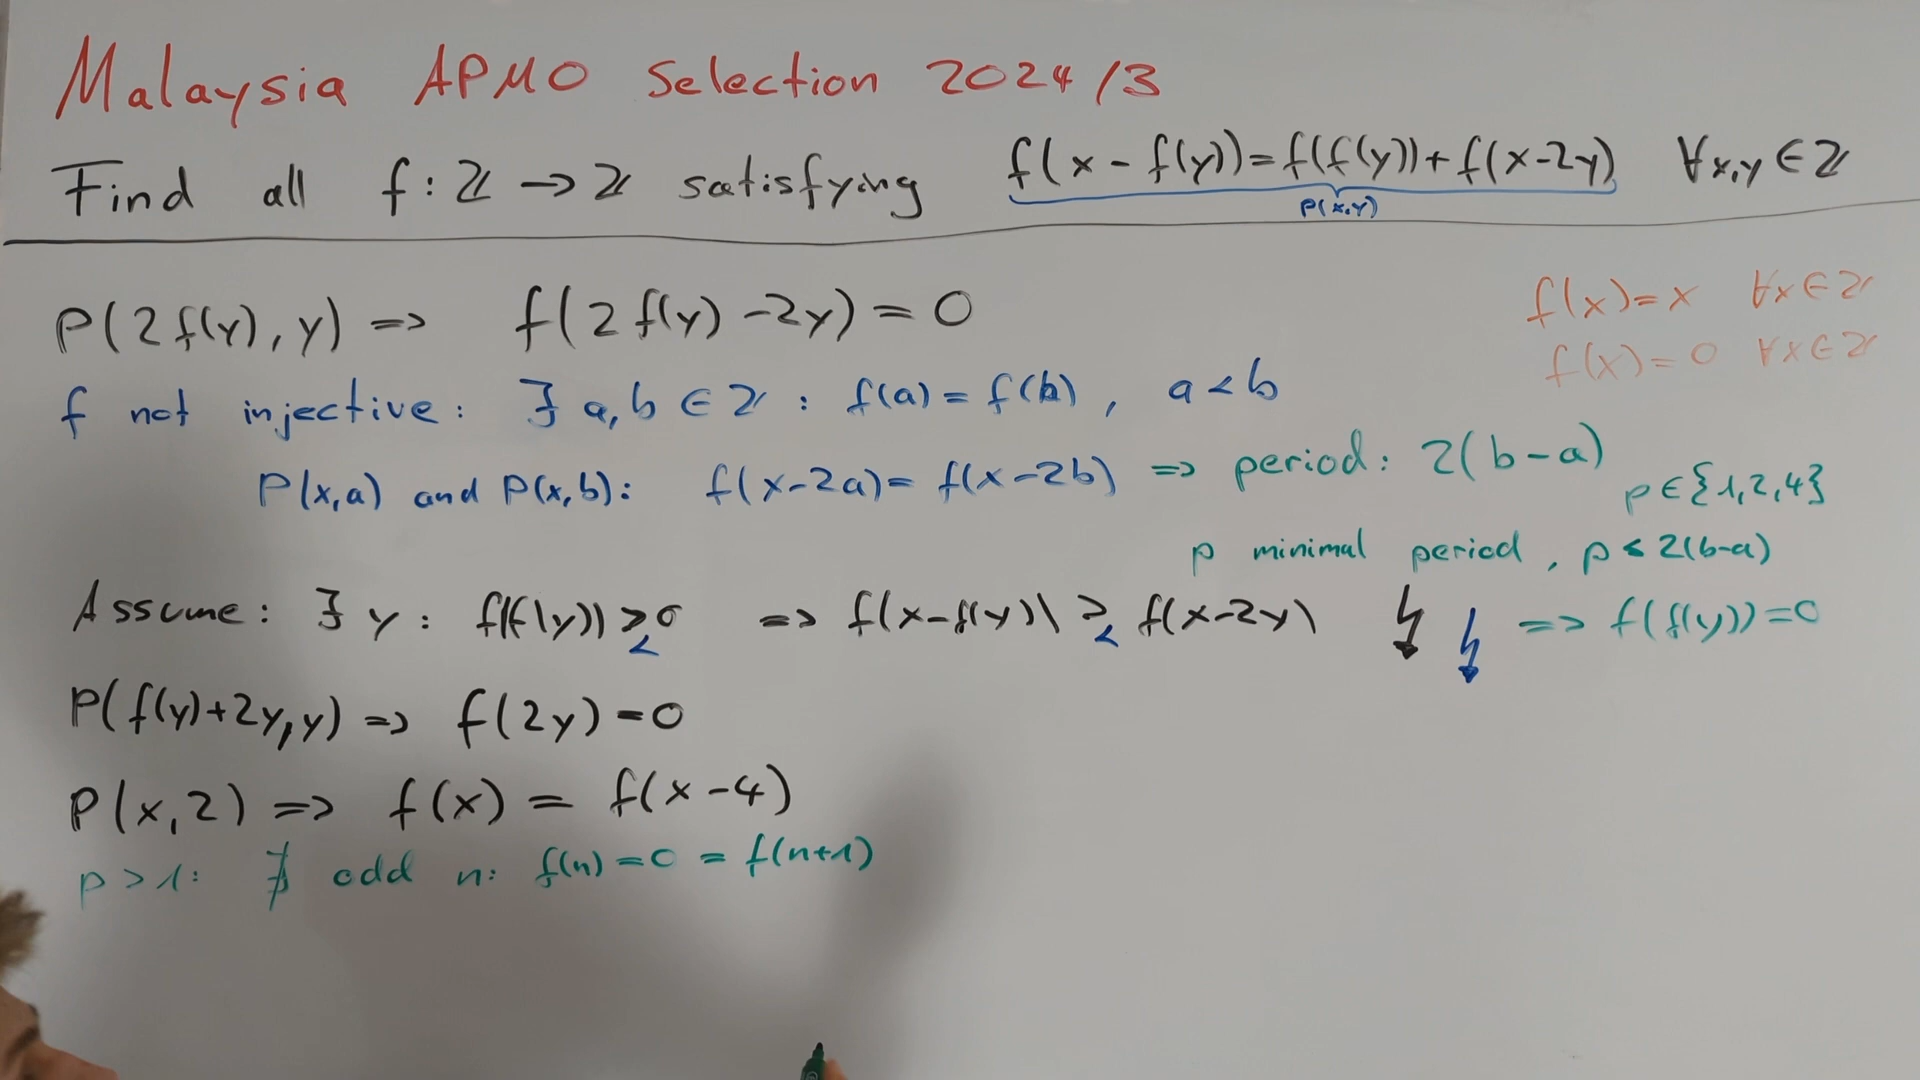 Malaysia APMO Selection 2024/3
Find all f: ℤ → ℤ satisfying f(x-f(y))=f(f(y))+f(x-2y) ∀x,y ∈ ℤ
P(x,y)
P(2f(y),y) => f(2f(y)-2y)=0
f(x)=x ∀x∈ℤ
f(x)=0 ∀x∈ℤ
f not injective: ∃ a,b ∈ ℤ : f(a)=f(b), a<b
P(x,a) and P(x,b): f(x-2a)= f(x-2b) => period: 2(b-a)
p∈{1,2,4}
p minimal period, p≤2(b-a)
Assume: ∃ y: f(f(y))>0 => f(x-f(y))>f(x-2y) ↯ ↯ => f(f(y))=0
< <
P(f(y)+2y,y) => f(2y)=0
P(x,2) => f(x) = f(x-4)
p>1: ∄ odd n: f(n)=0 = f(n+1)